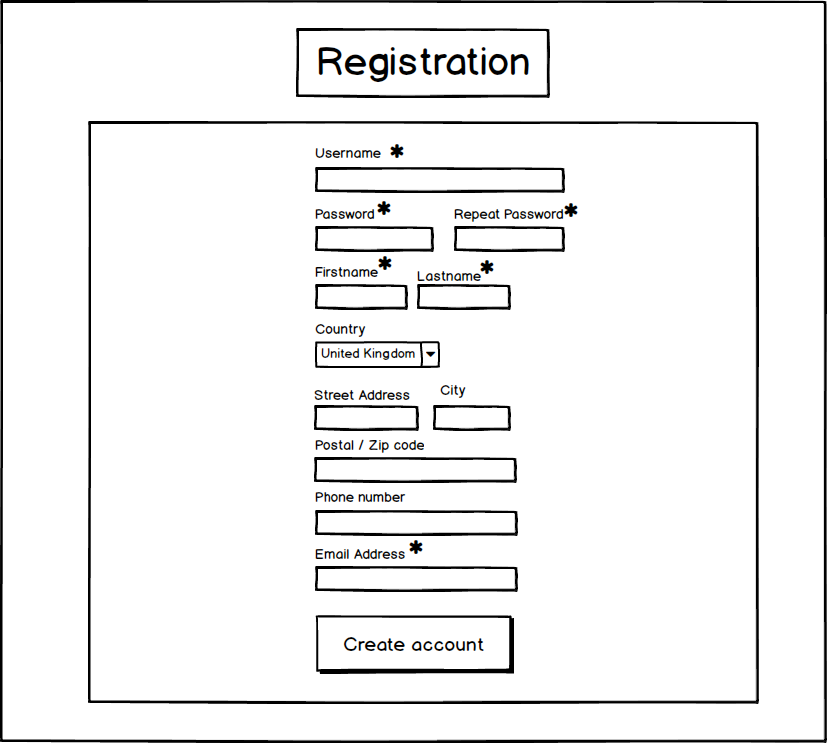 Registration
Username *
Password* Repeat Password*
Firstname* Lastname*
Country
United Kingdom
Street Address City
Postal / Zip code
Phone number
Email Address *
Create account